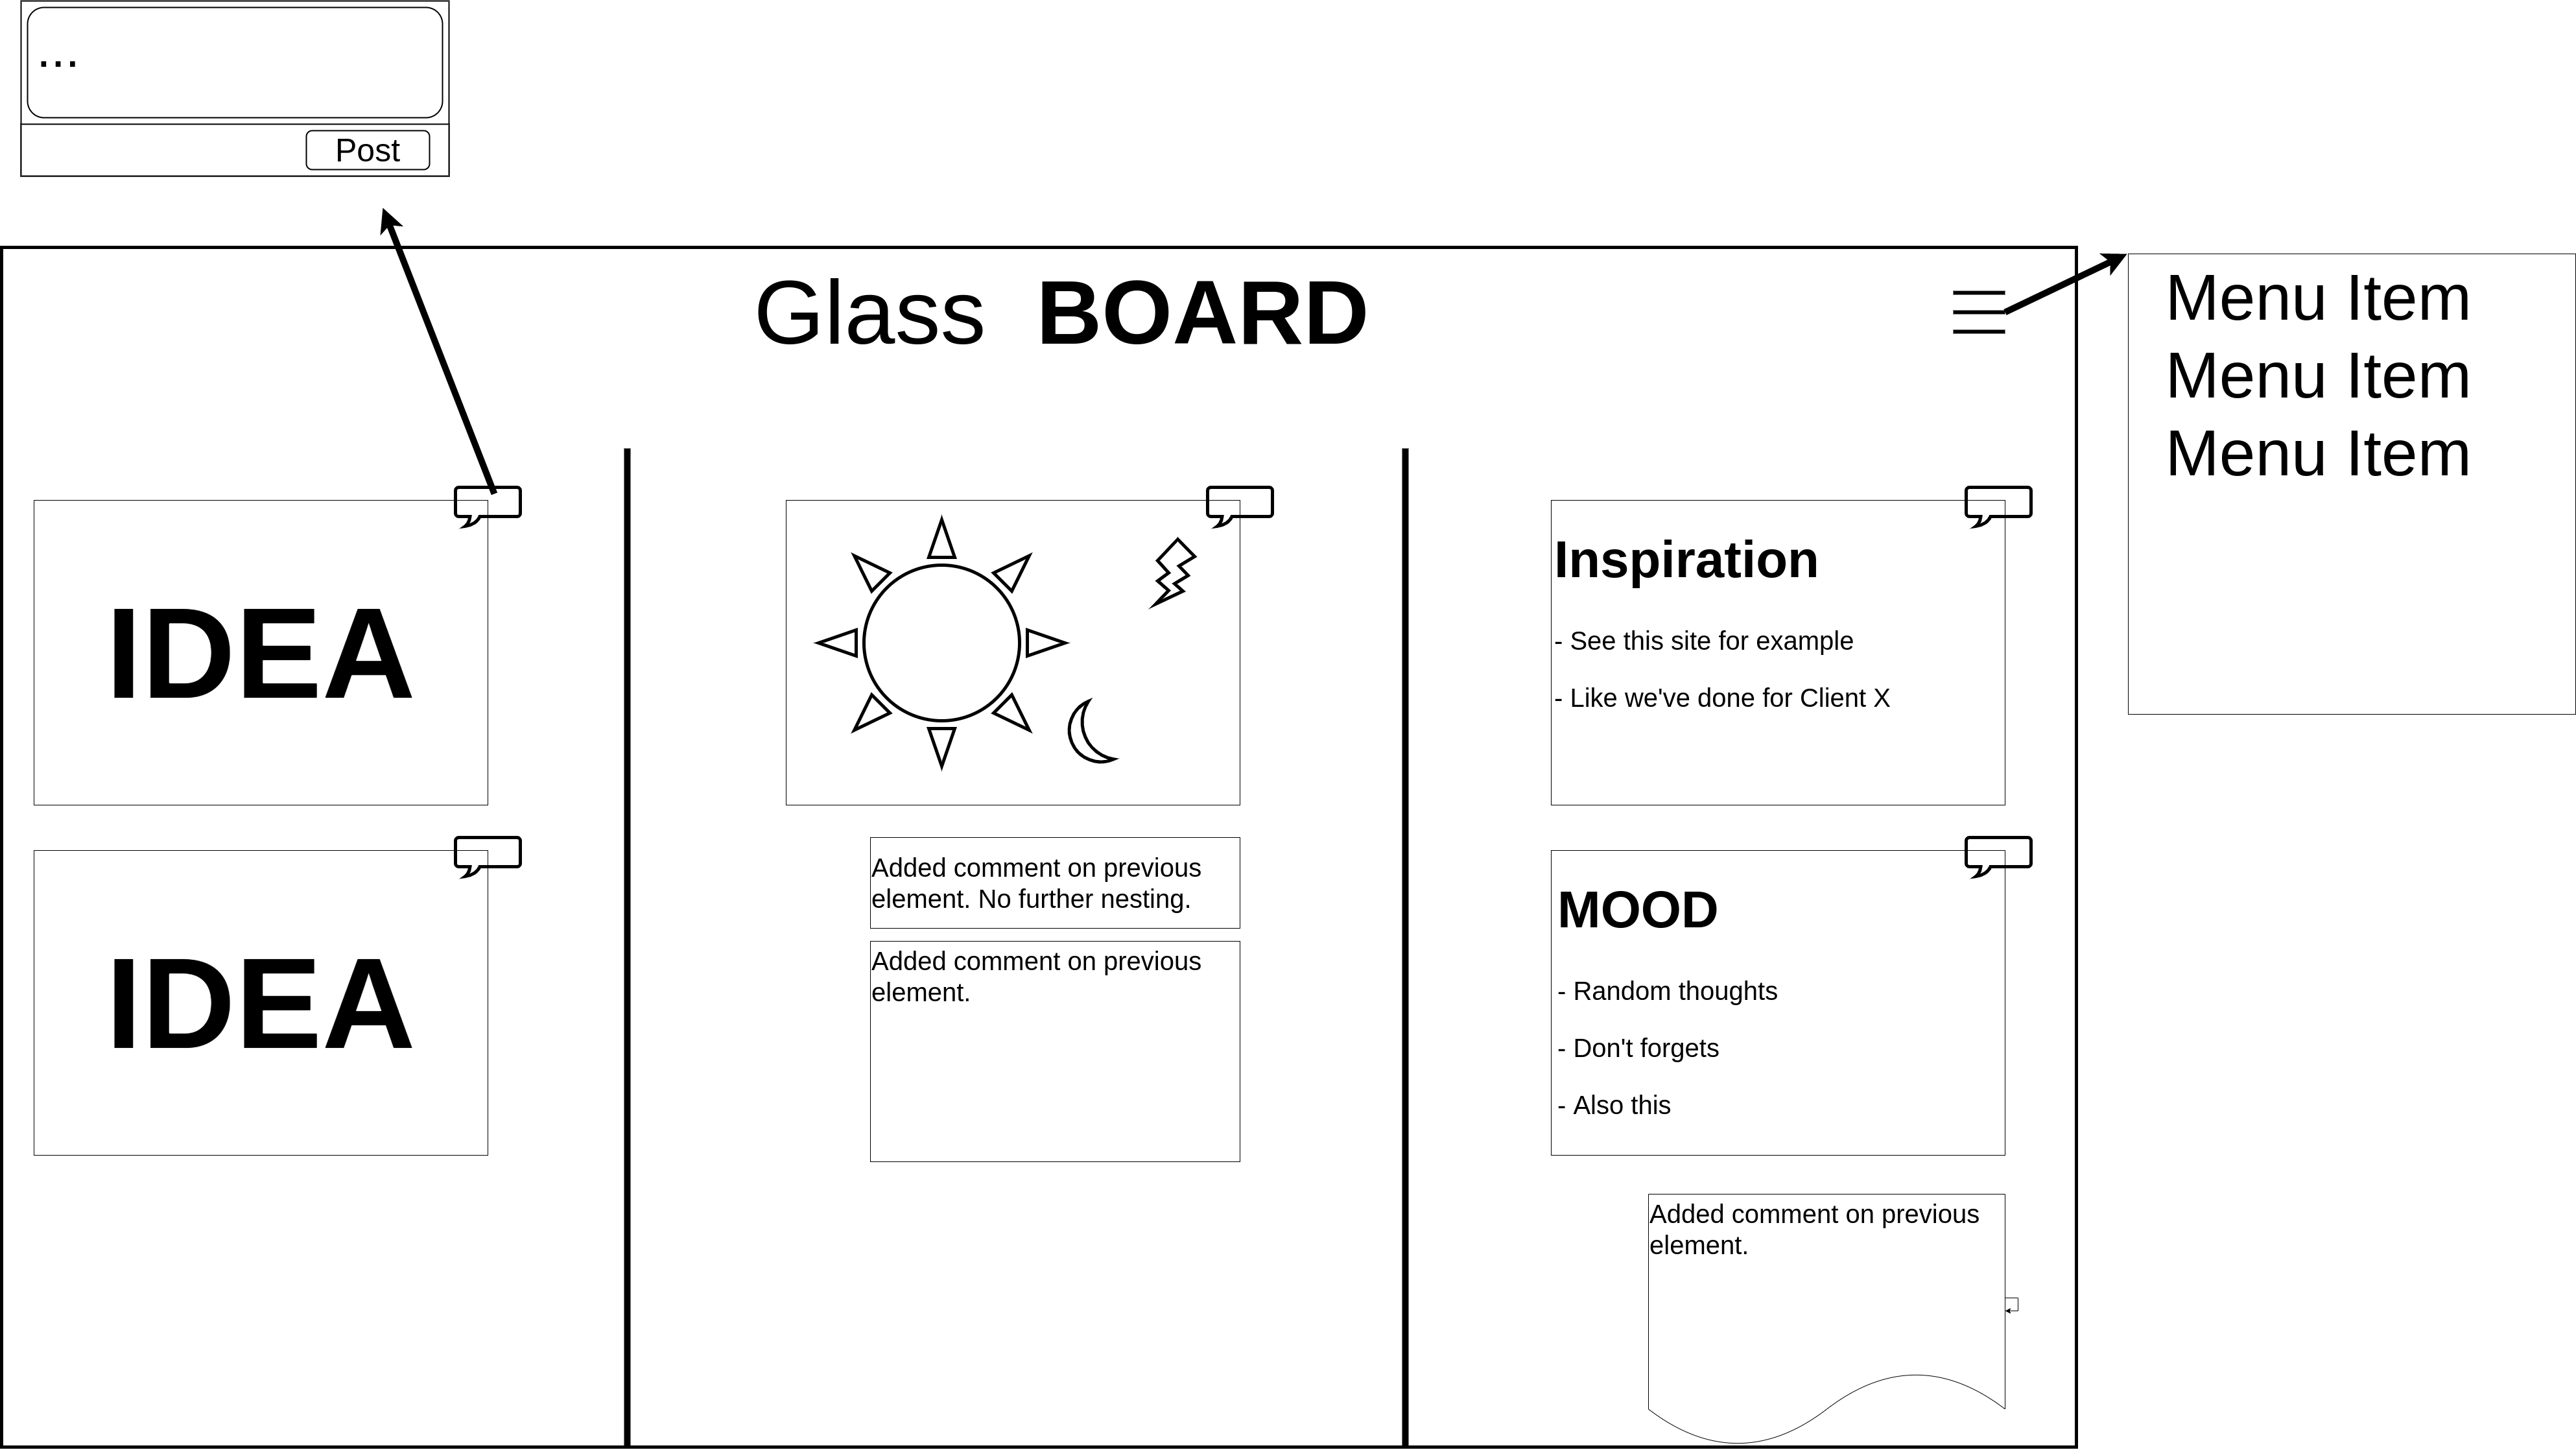 ...
Post
Glass BOARD
Menu Item
Menu Item
Menu Item
IDEA
IDEA
Added comment on previous
element. No further nesting.
Added comment on previous
element.
Inspiration
- See this site for example
- Like we've done for Client X
MOOD
- Random thoughts
- Don't forgets
- Also this
Added comment on previous
element.